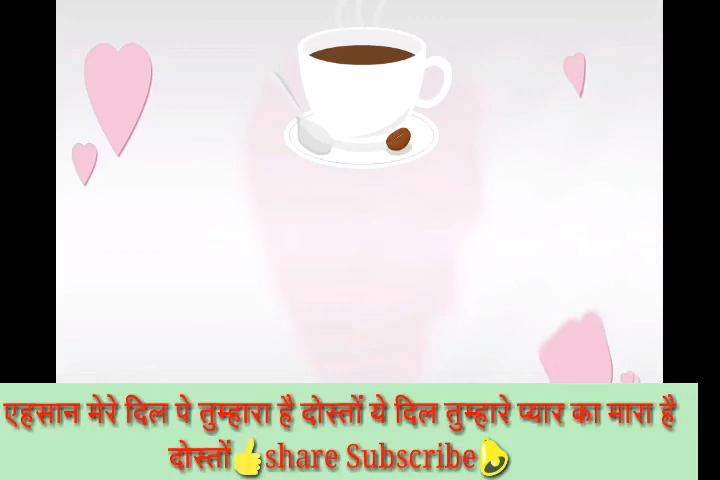 एहसान मेरे दिल पे तुम्हारा है दोस्तों ये दिल तुम्हारे प्यार का मारा है
दोस्तों👍share Subscribe🔔